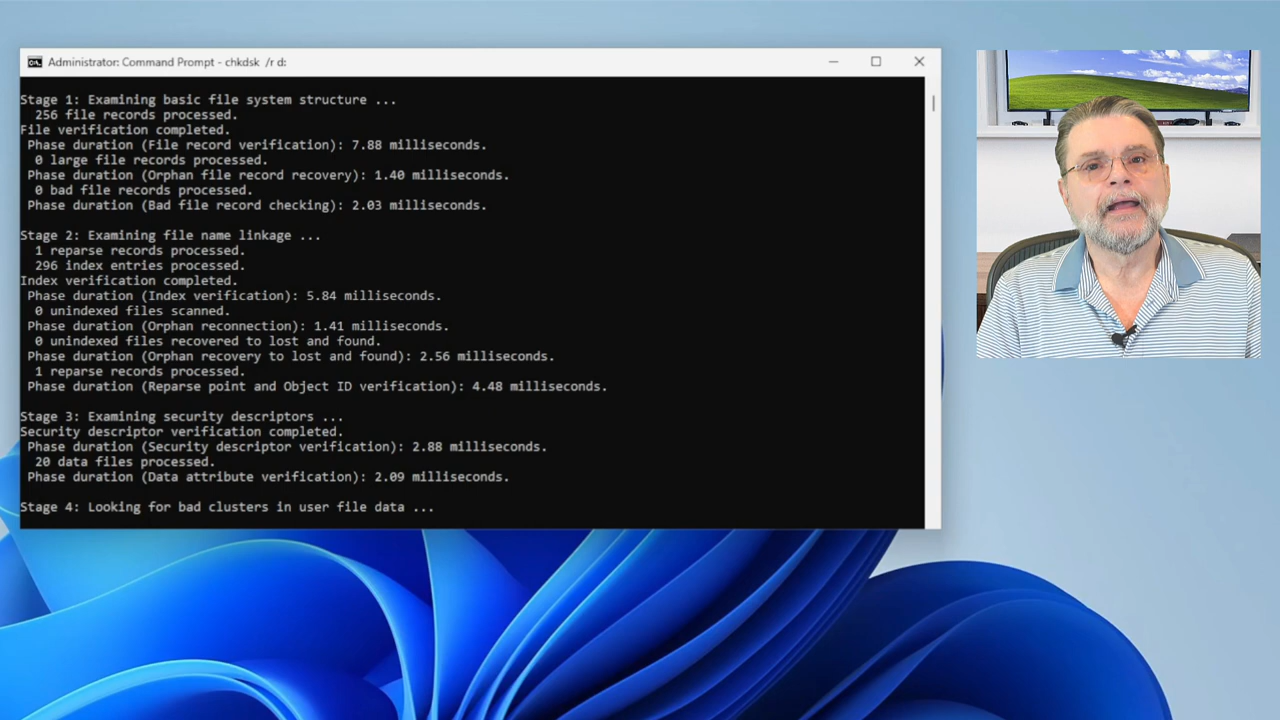 Administrator: Command Prompt - chkdsk /r d:
Stage 1: Examining basic file system structure ...
256 file records processed.
File verification completed.
Phase duration (File record verification): 7.88 milliseconds.
0 large file records processed.
Phase duration (Orphan file record recovery): 1.40 milliseconds.
0 bad file records processed.
Phase duration (Bad file record checking): 2.03 milliseconds.
Stage 2: Examining file name linkage ...
1 reparse records processed.
296 index entries processed.
Index verification completed.
Phase duration (Index verification): 5.84 milliseconds.
0 unindexed files scanned.
Phase duration (Orphan reconnection): 1.41 milliseconds.
0 unindexed files recovered to lost and found.
Phase duration (Orphan recovery to lost and found): 2.56 milliseconds.
1 reparse records processed.
Phase duration (Reparse point and Object ID verification): 4.48 milliseconds.
Stage 3: Examining security descriptors ...
Security descriptor verification completed.
Phase duration (Security descriptor verification): 2.88 milliseconds.
20 data files processed.
Phase duration (Data attribute verification): 2.09 milliseconds.
Stage 4: Looking for bad clusters in user file data ...